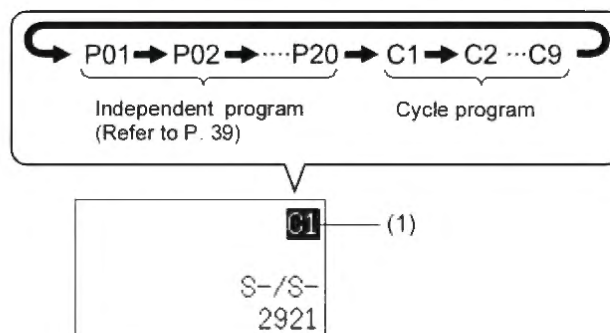 P01→P02→····P20→C1→C2 ···C9
Independent program
(Refer to P. 39)
Cycle program
C1
(1)
S-/S-
2921